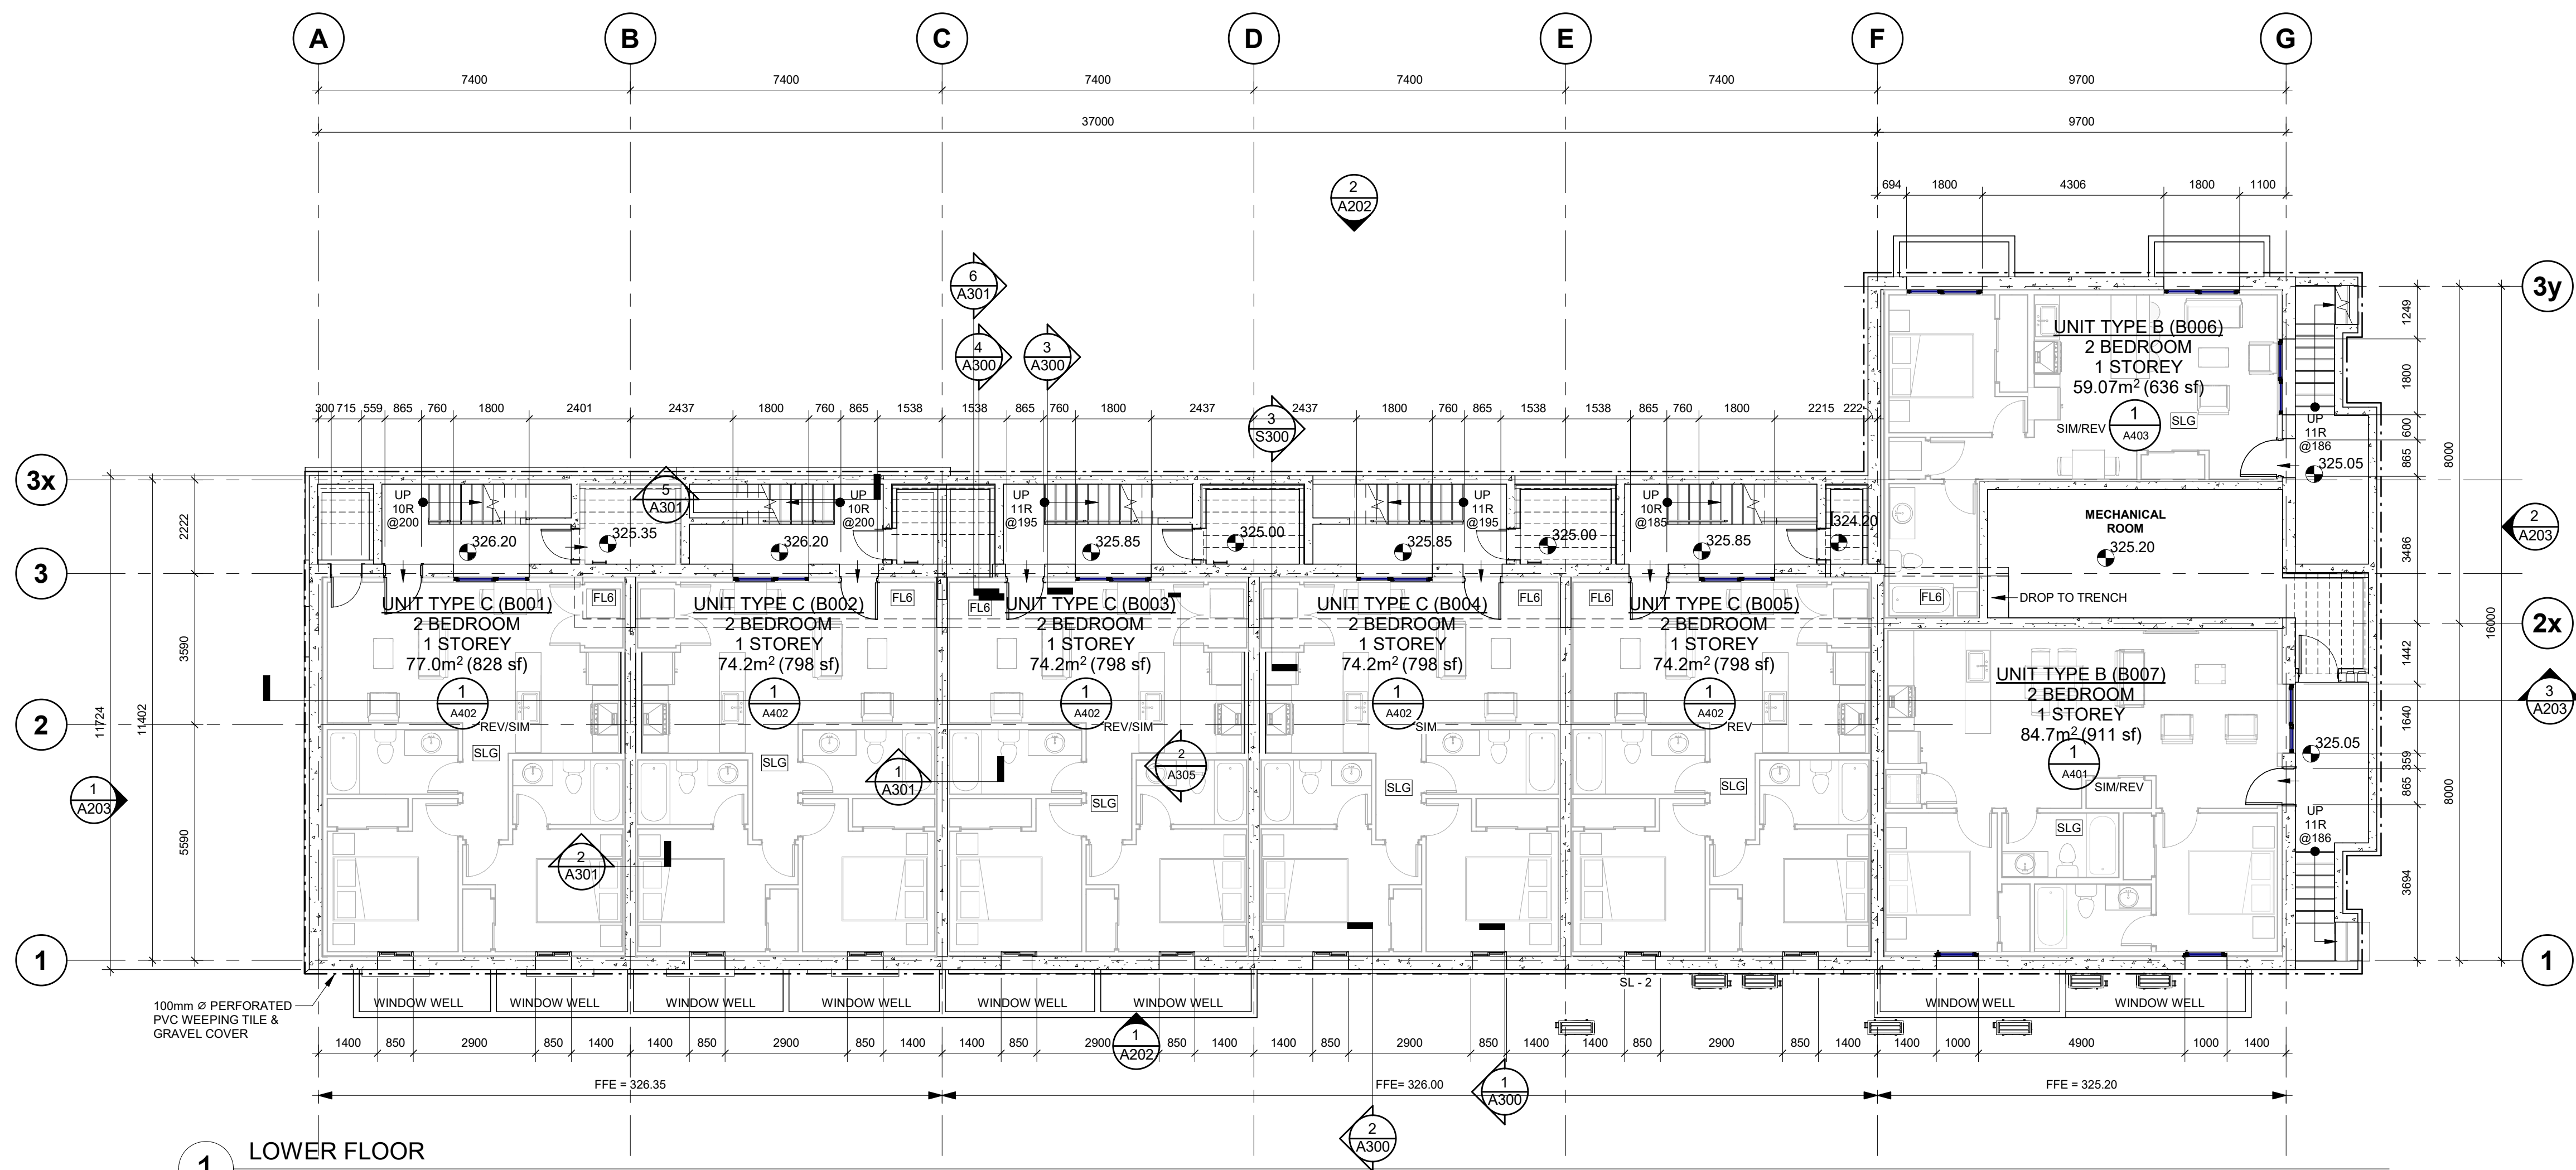 A B C D E F G
7400 7400 7400 7400 7400 9700
37000 9700
2
A202
694 1800 4306 1800 1100
6
A301
4
A300
3
A300
3
S300
300 715 559 865 760 1800 2401 2437 1800 760 865 1538 1538 865 760 1800 2437 2437 1800 760 865 1538 1538 865 760 1800 2215 222
3y
3x
3
2
1
2x
1
UNIT TYPE B (B006)
2 BEDROOM
1 STOREY
59.07m² (636 sf)
1
A403
SIM/REV
SLG
UP
11R
@186
325.05
1249
1800
600
865
3486
1442
1640
359
865
3694
8000
8000
16000
2
A203
3
A203
UP
10R
@200
326.20
325.35
5
A301
326.20
UP
10R
@200
UP
11R
@195
325.85
325.00
325.85
UP
11R
@195
325.00
UP
10R
@185
325.85
324.20
MECHANICAL
ROOM
325.20
DROP TO TRENCH
FL6
2222
3590
5590
11402
11724
1
A203
UNIT TYPE C (B001)
2 BEDROOM
1 STOREY
77.0m² (828 sf)
1
A402
REV/SIM
SLG
FL6
UNIT TYPE C (B002)
2 BEDROOM
1 STOREY
74.2m² (798 sf)
1
A402
SLG
FL6
UNIT TYPE C (B003)
2 BEDROOM
1 STOREY
74.2m² (798 sf)
1
A402
REV/SIM
SLG
FL6
UNIT TYPE C (B004)
2 BEDROOM
1 STOREY
74.2m² (798 sf)
1
A402
SIM
SLG
FL6
UNIT TYPE C (B005)
2 BEDROOM
1 STOREY
74.2m² (798 sf)
1
A402
REV
SLG
FL6
UNIT TYPE B (B007)
2 BEDROOM
1 STOREY
84.7m² (911 sf)
1
A401
SIM/REV
SLG
325.05
UP
11R
@186
2
A301
1
A301
2
A305
100mm Ø PERFORATED
PVC WEEPING TILE &
GRAVEL COVER
WINDOW WELL WINDOW WELL WINDOW WELL WINDOW WELL WINDOW WELL WINDOW WELL
SL - 2
WINDOW WELL WINDOW WELL
1
A202
1400 850 2900 850 1400 1400 850 2900 850 1400 1400 850 2900 850 1400 1400 850 2900 850 1400 1400 850 2900 850 1400 1400 1000 4900 1000 1400
FFE = 326.35 FFE= 326.00 FFE = 325.20
1
A300
2
A300
1 LOWER FLOOR